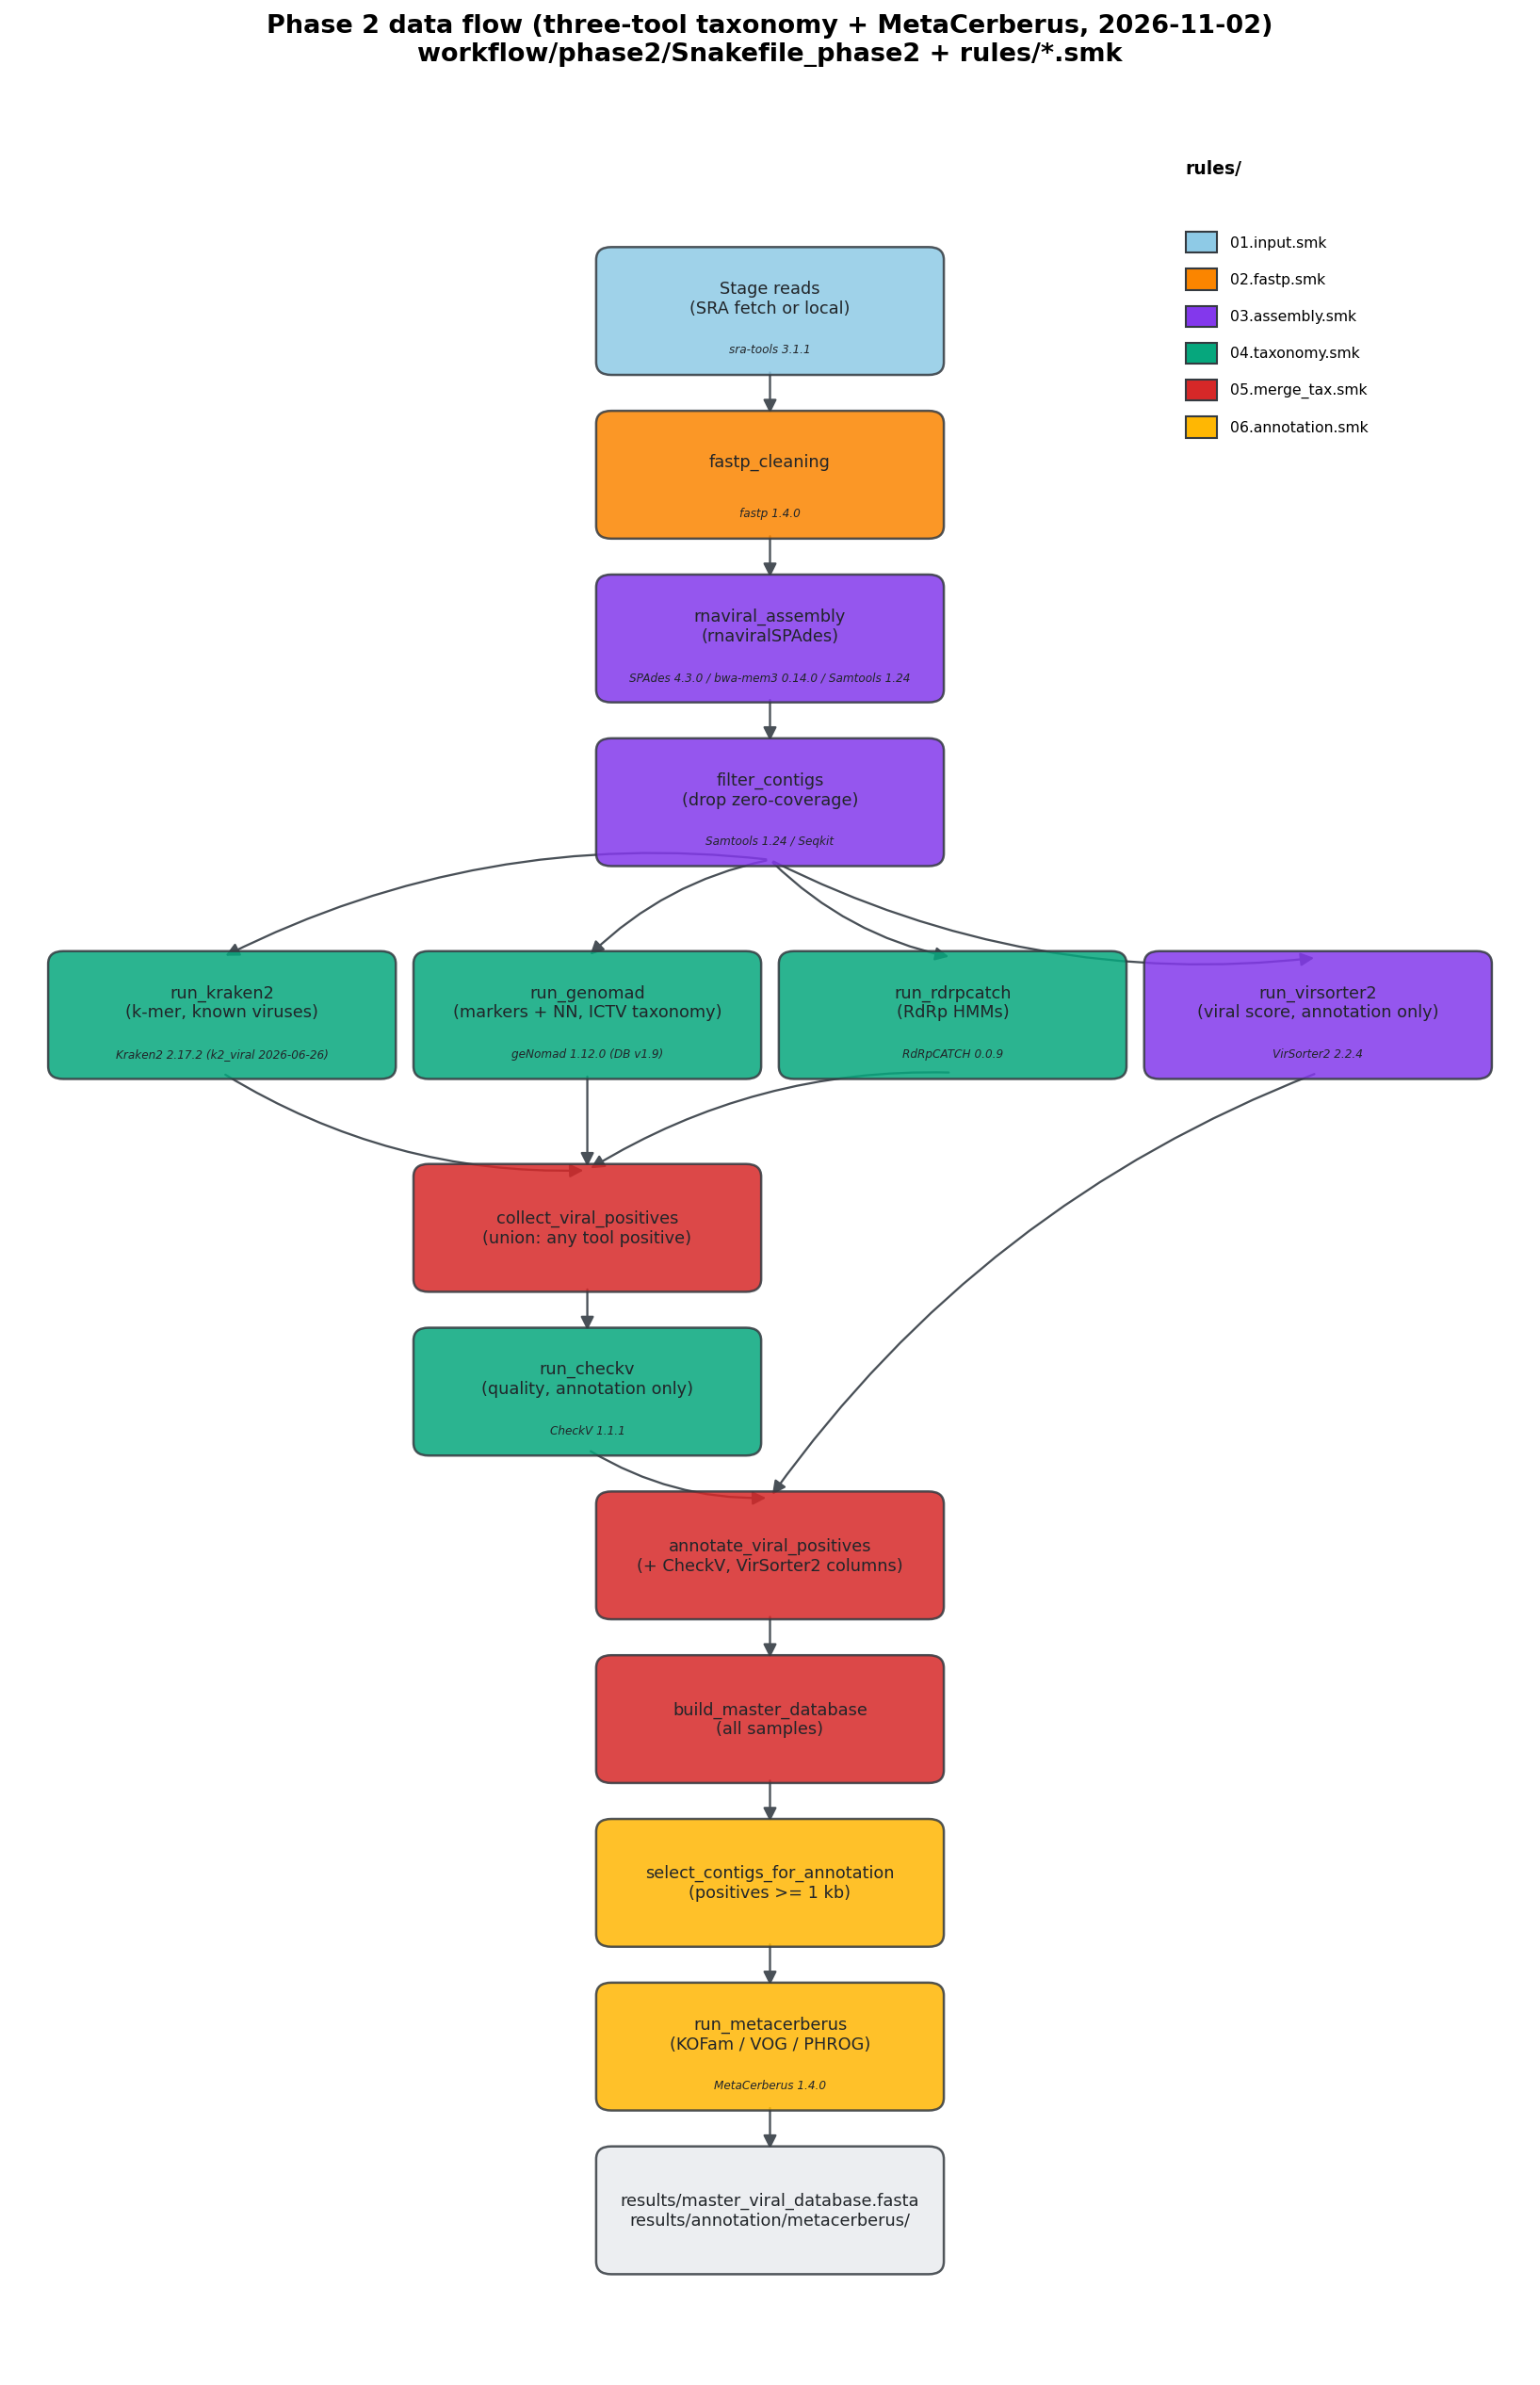 Phase 2 data flow (three-tool taxonomy + MetaCerberus, 2026-11-02)
workflow/phase2/Snakefile_phase2 + rules/*.smk
rules/
01.input.smk
02.fastp.smk
03.assembly.smk
04.taxonomy.smk
05.merge_tax.smk
06.annotation.smk
Stage reads
(SRA fetch or local)
sra-tools 3.1.1
fastp_cleaning
fastp 1.4.0
rnaviral_assembly
(rnaviralSPAdes)
SPAdes 4.3.0 / bwa-mem3 0.14.0 / Samtools 1.24
filter_contigs
(drop zero-coverage)
Samtools 1.24 / Seqkit
run_kraken2
(k-mer, known viruses)
Kraken2 2.17.2 (k2_viral 2026-06-26)
run_genomad
(markers + NN, ICTV taxonomy)
geNomad 1.12.0 (DB v1.9)
run_rdrpcatch
(RdRp HMMs)
RdRpCATCH 0.0.9
run_virsorter2
(viral score, annotation only)
VirSorter2 2.2.4
collect_viral_positives
(union: any tool positive)
run_checkv
(quality, annotation only)
CheckV 1.1.1
annotate_viral_positives
(+ CheckV, VirSorter2 columns)
build_master_database
(all samples)
select_contigs_for_annotation
(positives >= 1 kb)
run_metacerberus
(KOFam / VOG / PHROG)
MetaCerberus 1.4.0
results/master_viral_database.fasta
results/annotation/metacerberus/